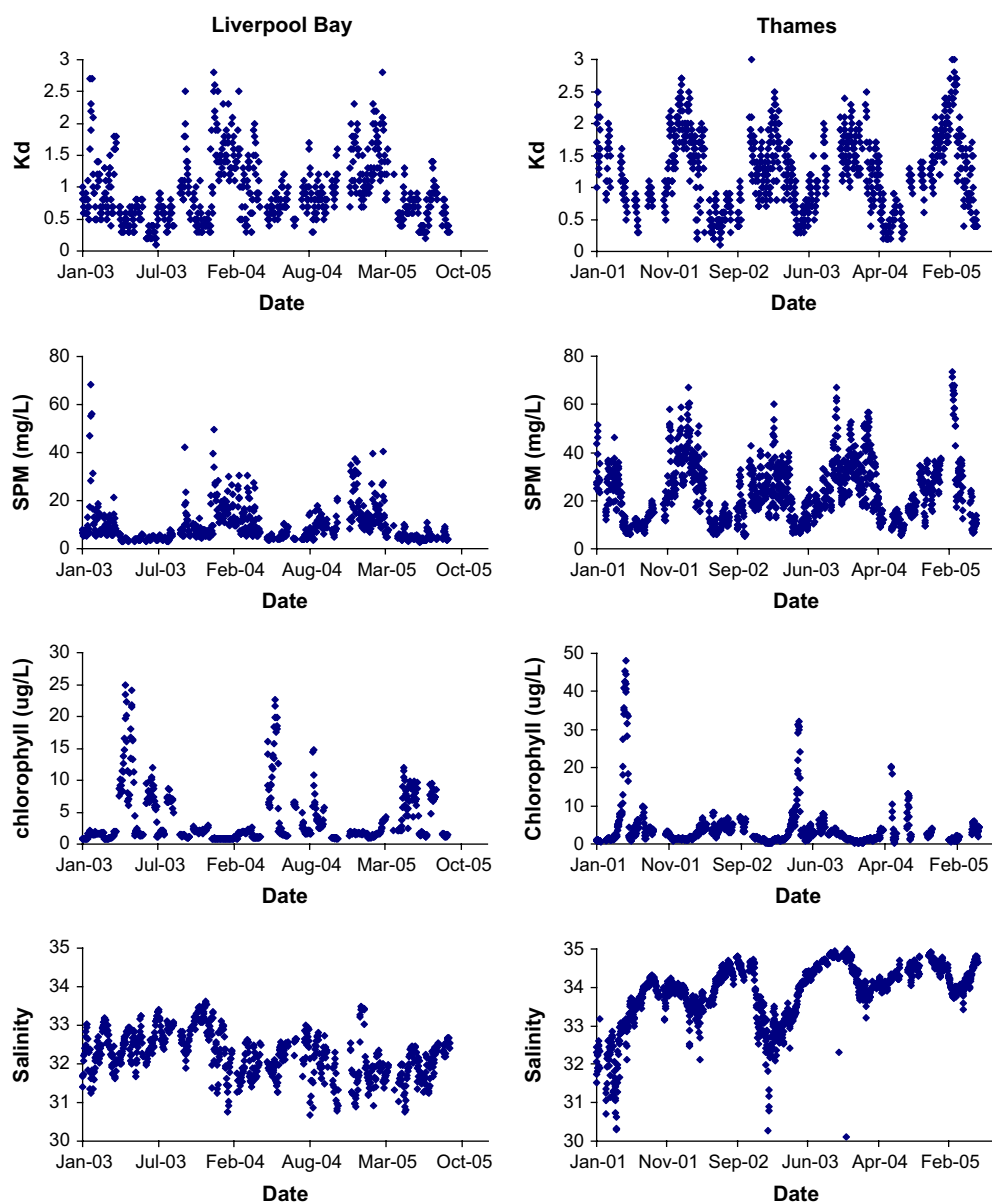 Liverpool Bay
Thames
3
2.5
2
1.5
1
0.5
0
Kd
Jan-03 Jul-03 Feb-04 Aug-04 Mar-05 Oct-05
Date
3
2.5
2
1.5
1
0.5
0
Kd
Jan-01 Nov-01 Sep-02 Jun-03 Apr-04 Feb-05
Date
80
60
40
20
0
SPM (mg/L)
Jan-03 Jul-03 Feb-04 Aug-04 Mar-05 Oct-05
Date
80
60
40
20
0
SPM (mg/L)
Jan-01 Nov-01 Sep-02 Jun-03 Apr-04 Feb-05
Date
30
25
20
15
10
5
0
chlorophyll (ug/L)
Jan-03 Jul-03 Feb-04 Aug-04 Mar-05 Oct-05
Date
50
40
30
20
10
0
Chlorophyll (ug/L)
Jan-01 Nov-01 Sep-02 Jun-03 Apr-04 Feb-05
Date
35
34
33
32
31
30
Salinity
Jan-03 Jul-03 Feb-04 Aug-04 Mar-05 Oct-05
Date
35
34
33
32
31
30
Salinity
Jan-01 Nov-01 Sep-02 Jun-03 Apr-04 Feb-05
Date